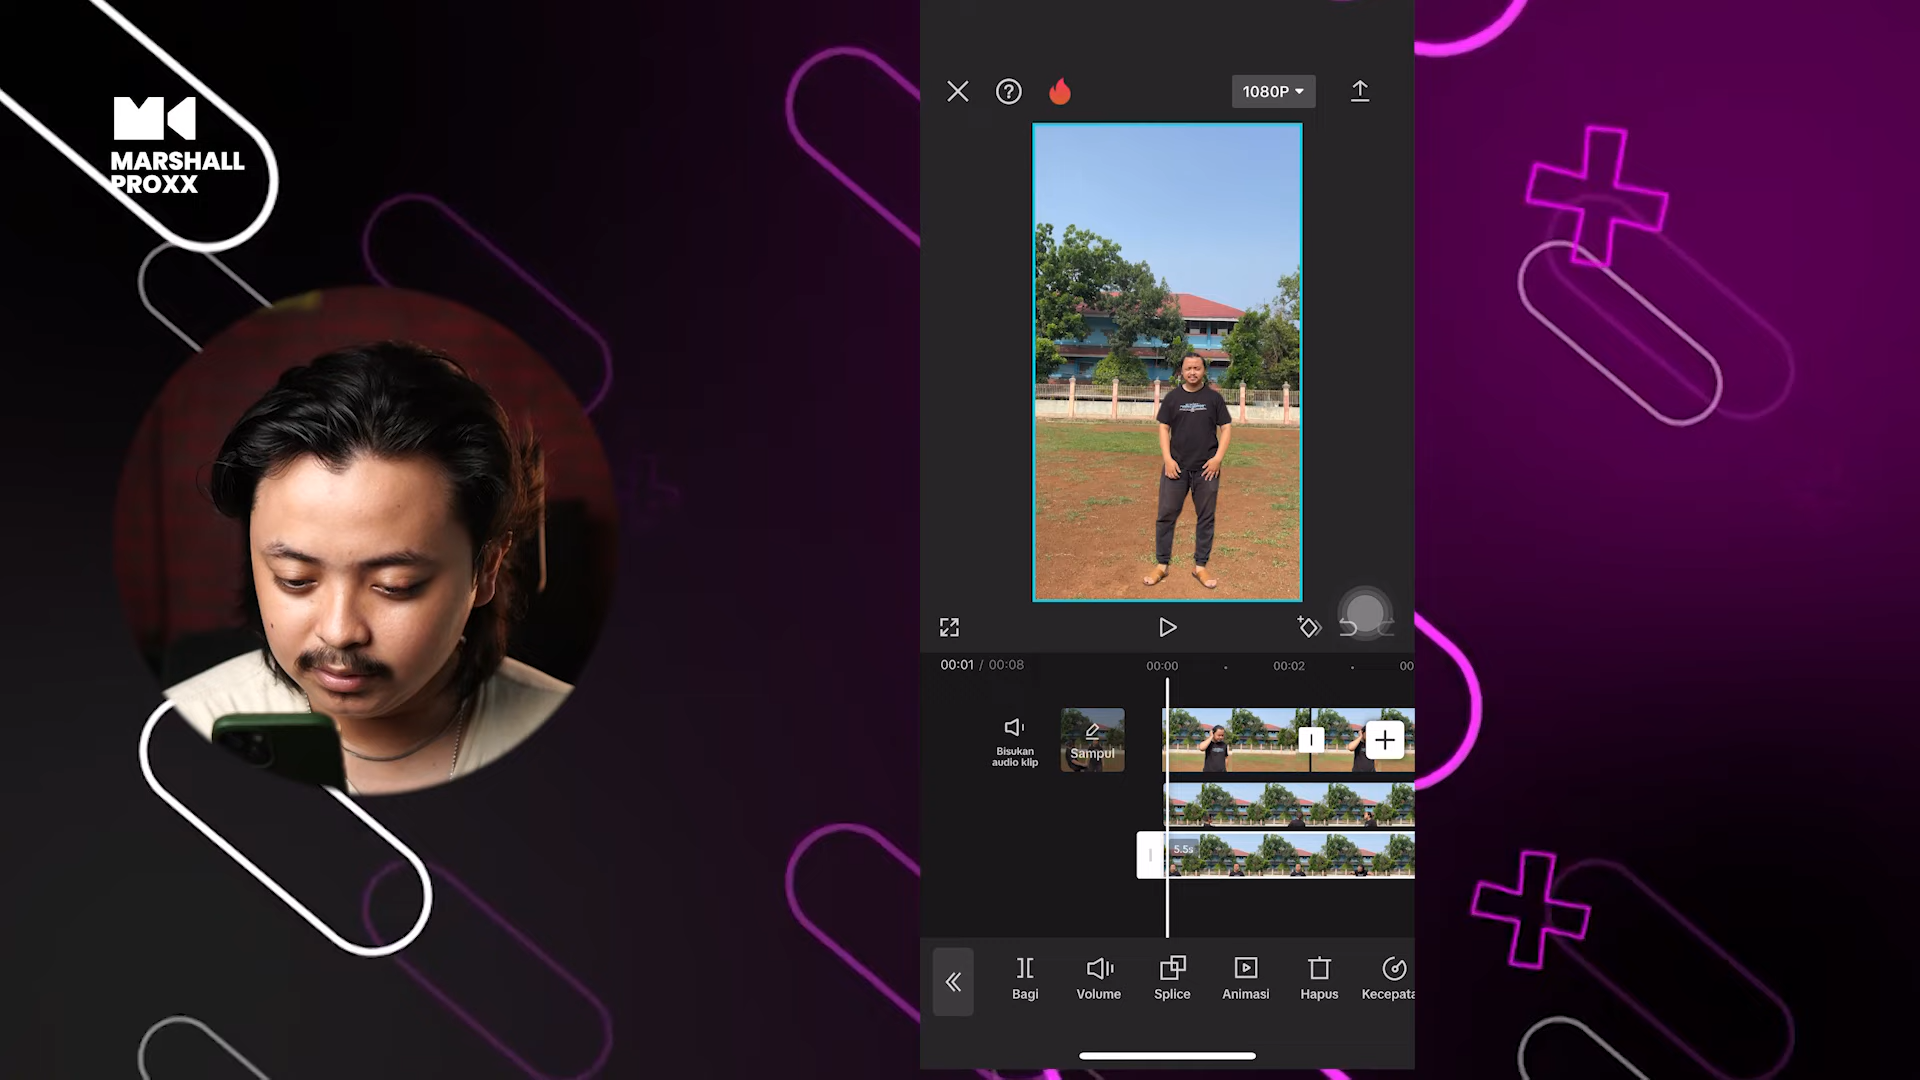 MARSHALL
PROXX
1080P
00:01 / 00:08
00:00
00:02
00
Bisukan
audio klip
Sampul
5.5s
Bagi
Volume
Splice
Animasi
Hapus
Kecepata